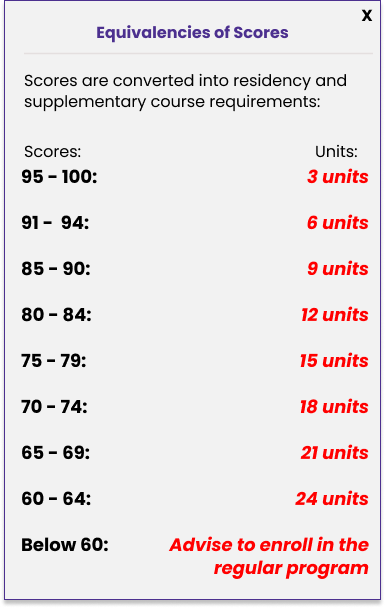 X
Equivalencies of Scores
Scores are converted into residency and
supplementary course requirements:
Scores: Units:
95 - 100: 3 units
91 - 94: 6 units
85 - 90: 9 units
80 - 84: 12 units
75 - 79: 15 units
70 - 74: 18 units
65 - 69: 21 units
60 - 64: 24 units
Below 60: Advise to enroll in the
regular program